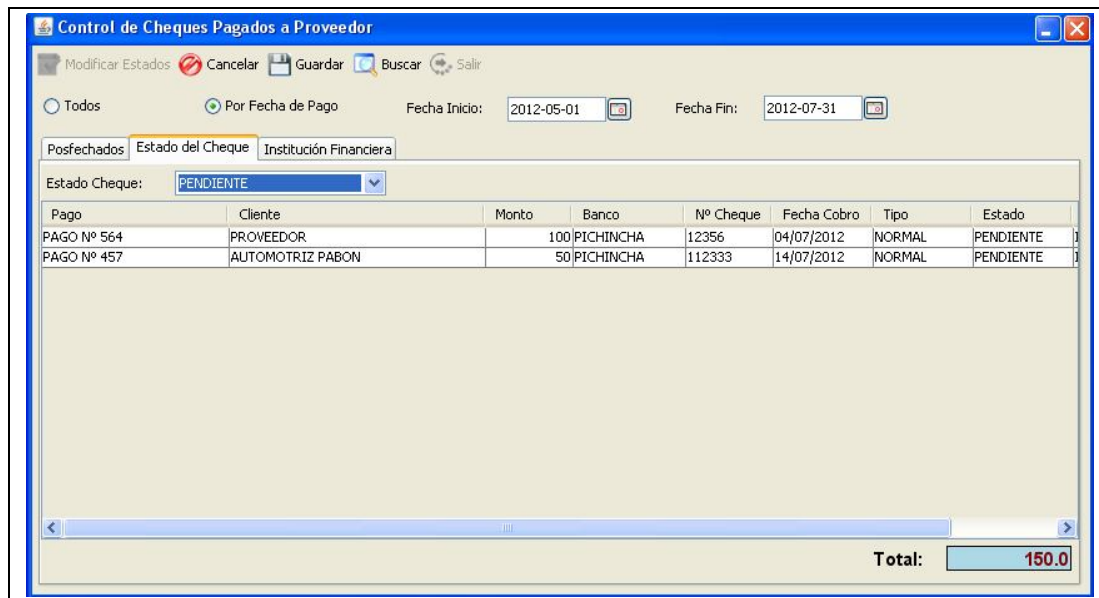 Control de Cheques Pagados a Proveedor
Modificar Estados Cancelar Guardar Buscar Salir
Todos Por Fecha de Pago Fecha Inicio: 2012-05-01 Fecha Fin: 2012-07-31
Posfechados Estado del Cheque Institución Financiera
Estado Cheque: PENDIENTE
Pago Cliente Monto Banco Nº Cheque Fecha Cobro Tipo Estado
PAGO Nº 564 PROVEEDOR 100 PICHINCHA 12356 04/07/2012 NORMAL PENDIENTE
PAGO Nº 457 AUTOMOTRIZ PABON 50 PICHINCHA 112333 14/07/2012 NORMAL PENDIENTE
Total: 150.0